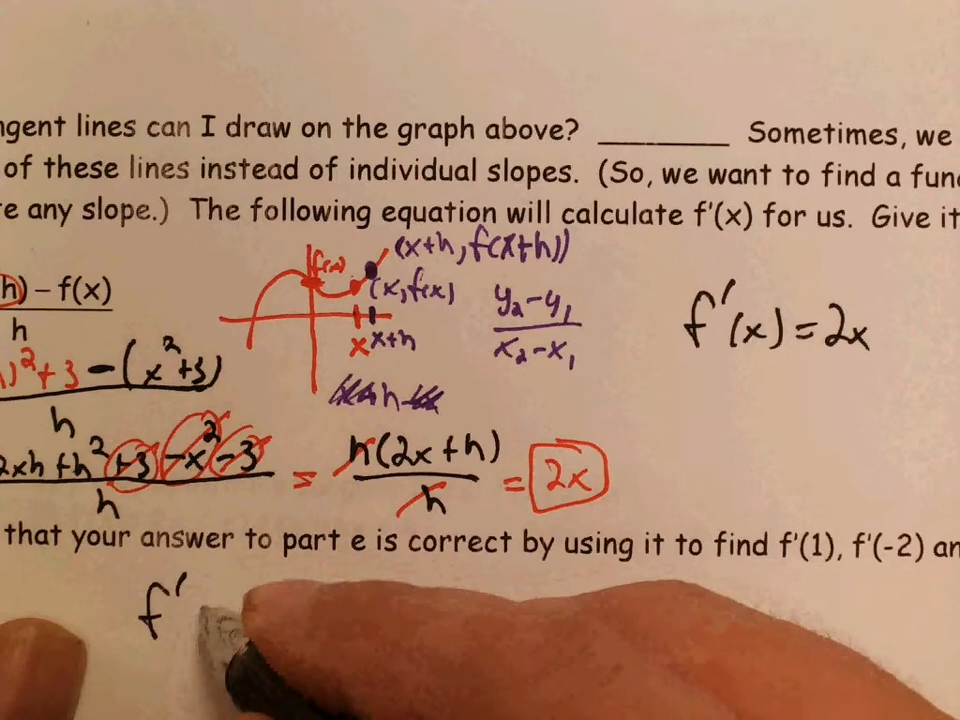 ngent lines can I draw on the graph above? ________ Sometimes, we
of these lines instead of individual slopes. (So, we want to find a func
e any slope.) The following equation will calculate f'(x) for us. Give it
(x+h, f(x+h))
f(x)
(x, f(x)
h) – f(x)
h
y₂-y₁
x₂-x₁
f'(x) = 2x
x x+h
)²+3 - (x²+3)
h
h
2xh + h² +3 -x² -3
h
= h(2x+h)
h
= 2x
that your answer to part e is correct by using it to find f'(1), f'(-2) an
f'